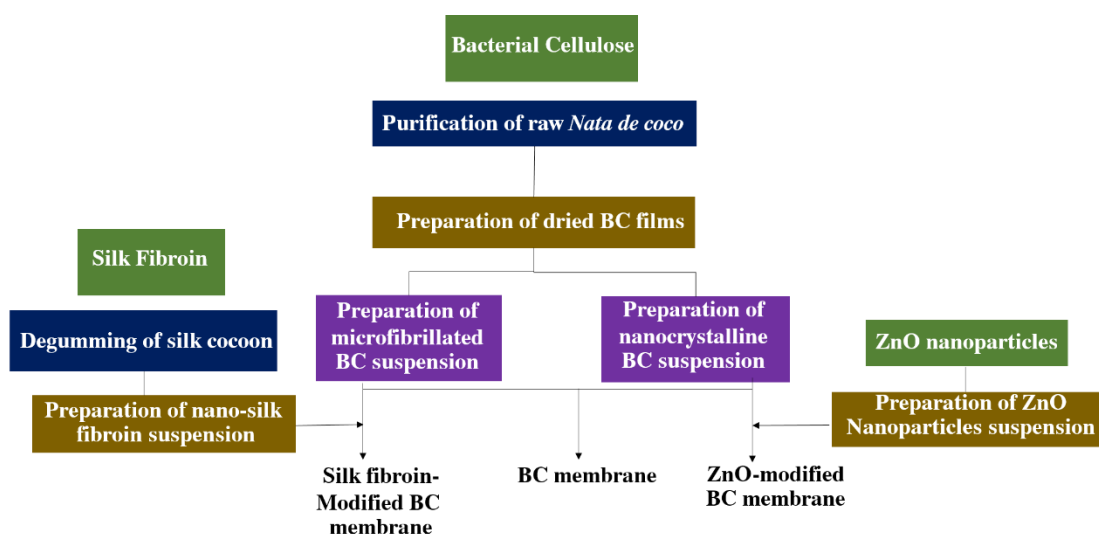 Bacterial Cellulose
Purification of raw Nata de coco
Preparation of dried BC films
Silk Fibroin
Degumming of silk cocoon
Preparation of nano-silk
fibroin suspension
Preparation of
microfibrillated
BC suspension
Preparation of
nanocrystalline
BC suspension
ZnO nanoparticles
Preparation of ZnO
Nanoparticles suspension
Silk fibroin-
Modified BC
membrane
BC membrane
ZnO-modified
BC membrane